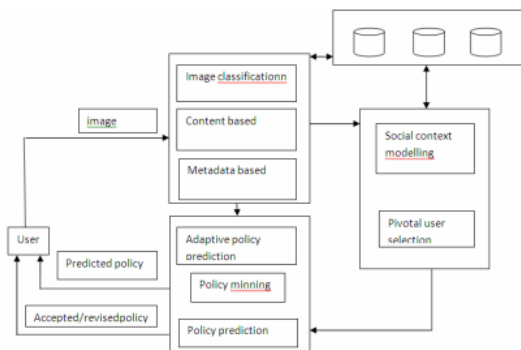 Image classificationn
image
Content based
Social context
modelling
Metadata based
Pivotal user
selection
User
Adaptive policy
prediction
Predicted policy
Policy minning
Accepted/revisedpolicy
Policy prediction